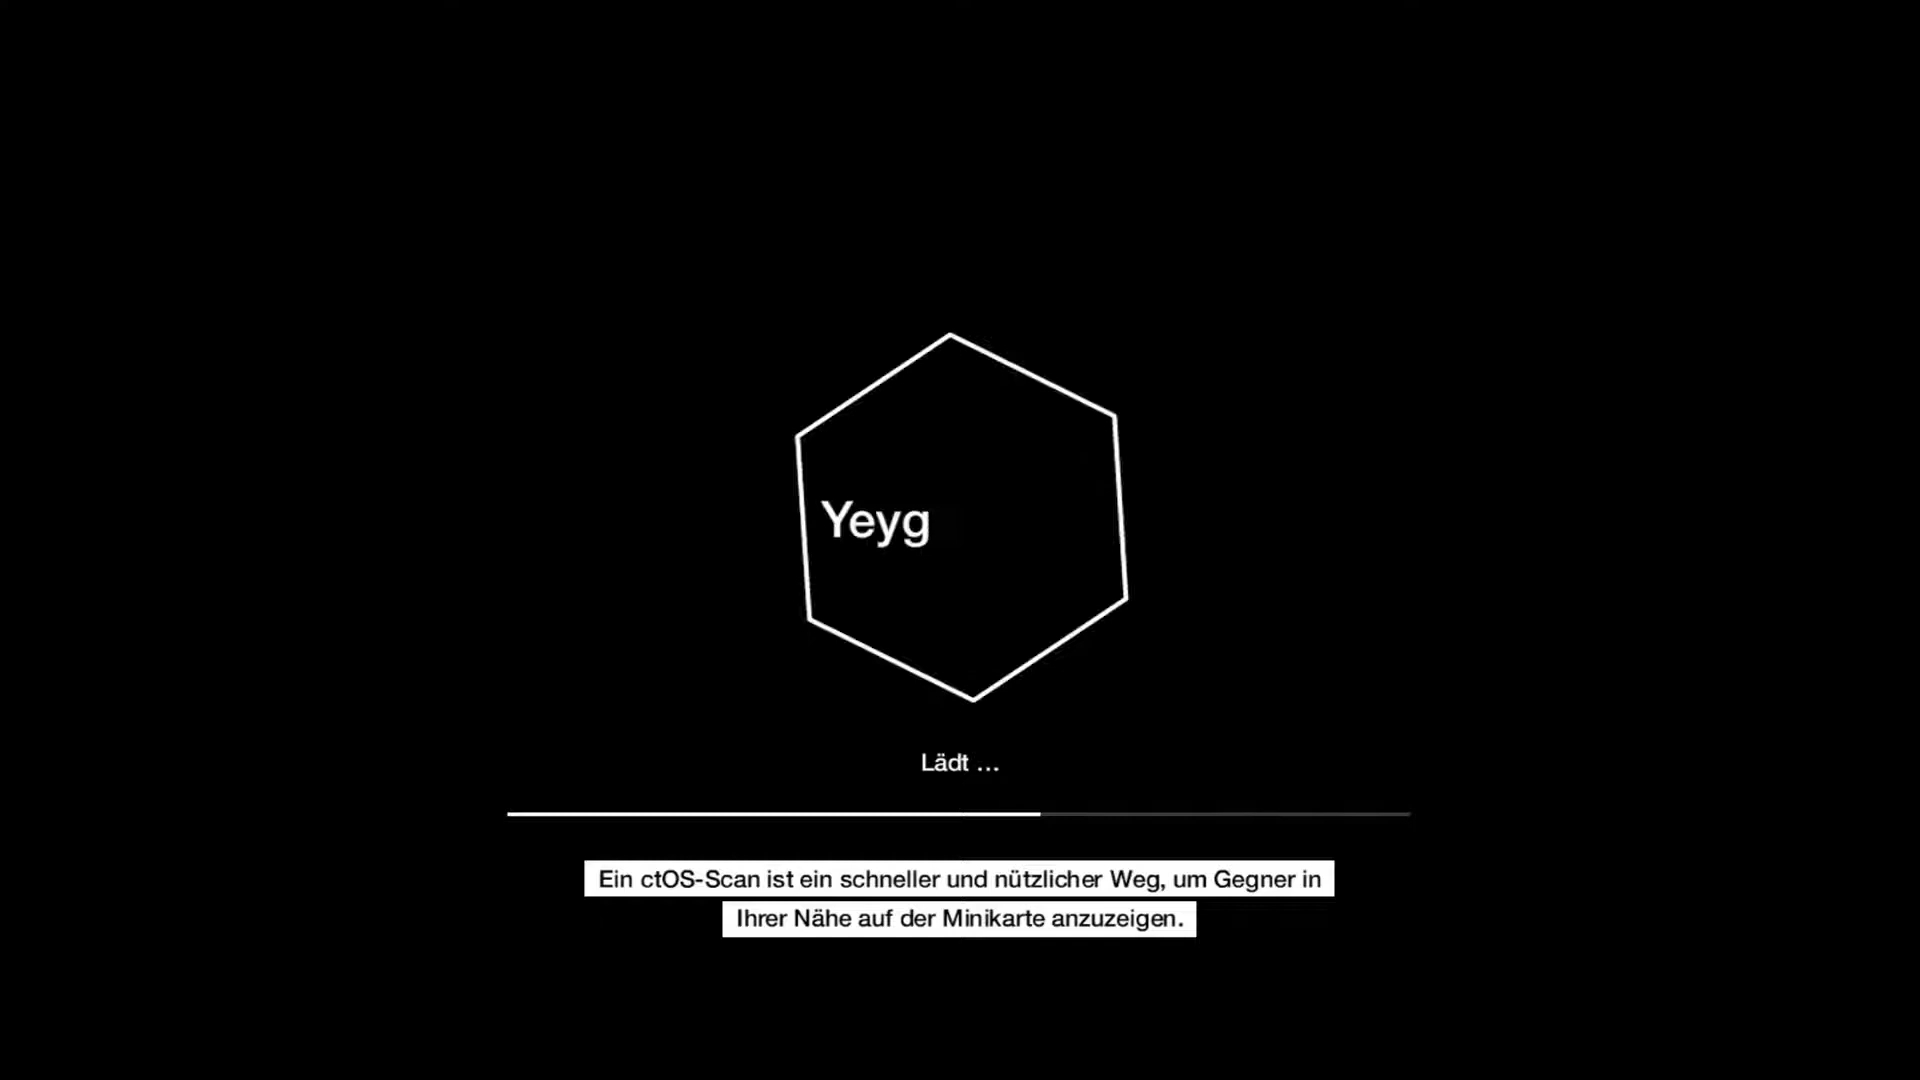 Yeyg
Lädt ...
Ein ctOS-Scan ist ein schneller und nützlicher Weg, um Gegner in
Ihrer Nähe auf der Minikarte anzuzeigen.